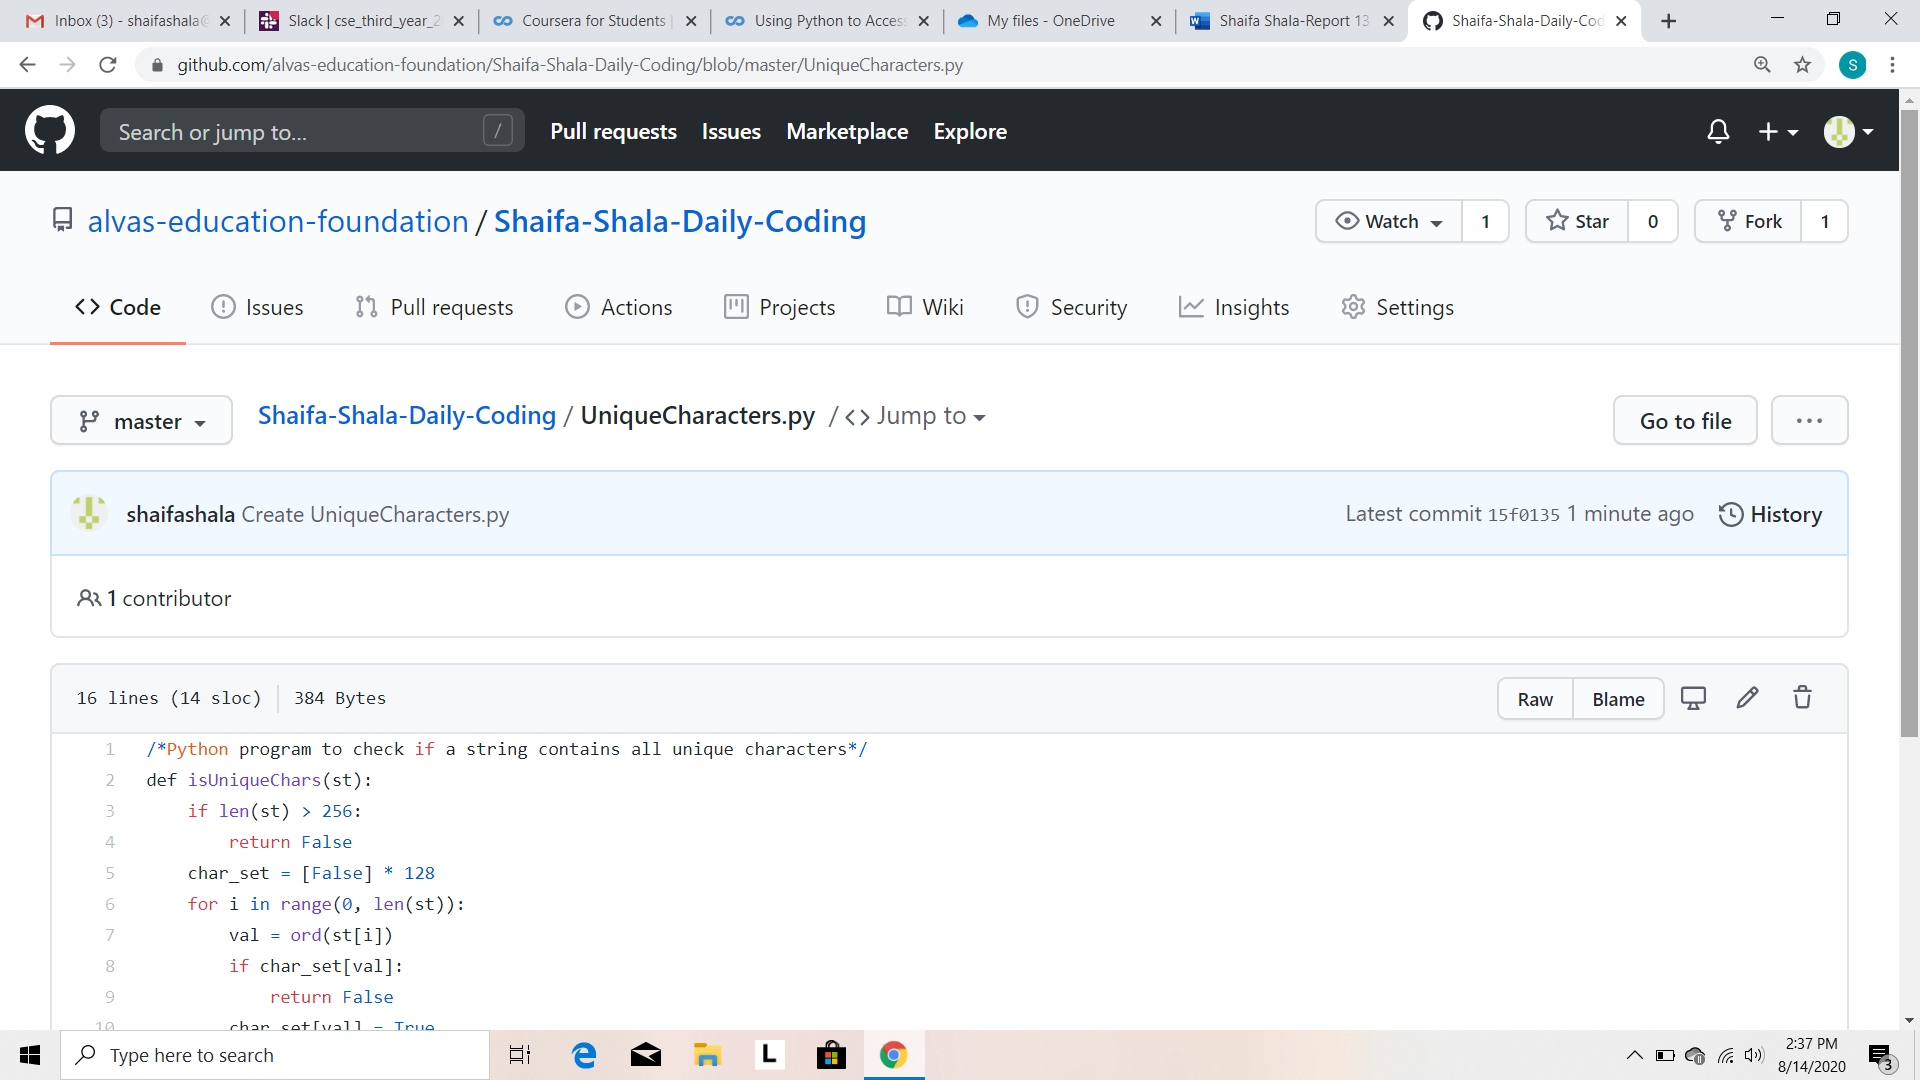 Inbox (3) - shaifashala@
Slack | cse_third_year_2
Coursera for Students |
Using Python to Access
My files - OneDrive
Shaifa Shala-Report 13
Shaifa-Shala-Daily-Cod
github.com/alvas-education-foundation/Shaifa-Shala-Daily-Coding/blob/master/UniqueCharacters.py
S
Search or jump to... /
Pull requests Issues Marketplace Explore
alvas-education-foundation / Shaifa-Shala-Daily-Coding
Watch 1 Star 0 Fork 1
Code Issues Pull requests Actions Projects Wiki Security Insights Settings
master Shaifa-Shala-Daily-Coding / UniqueCharacters.py / <> Jump to
Go to file ...
shaifashala Create UniqueCharacters.py
Latest commit 15f0135 1 minute ago History
1 contributor
16 lines (14 sloc) 384 Bytes
Raw Blame
1 /*Python program to check if a string contains all unique characters*/
2 def isUniqueChars(st):
3 if len(st) > 256:
4 return False
5 char_set = [False] * 128
6 for i in range(0, len(st)):
7 val = ord(st[i])
8 if char_set[val]:
9 return False
10 char_set[val] = True
Type here to search
L
2:37 PM
8/14/2020
3